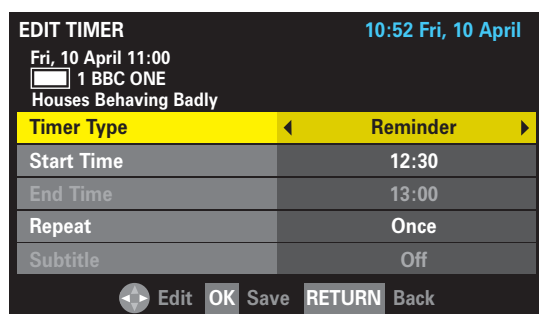 EDIT TIMER 10:52 Fri, 10 April
Fri, 10 April 11:00
1 BBC ONE
Houses Behaving Badly
Timer Type Reminder
Start Time 12:30
End Time 13:00
Repeat Once
Subtitle Off
Edit OK Save RETURN Back